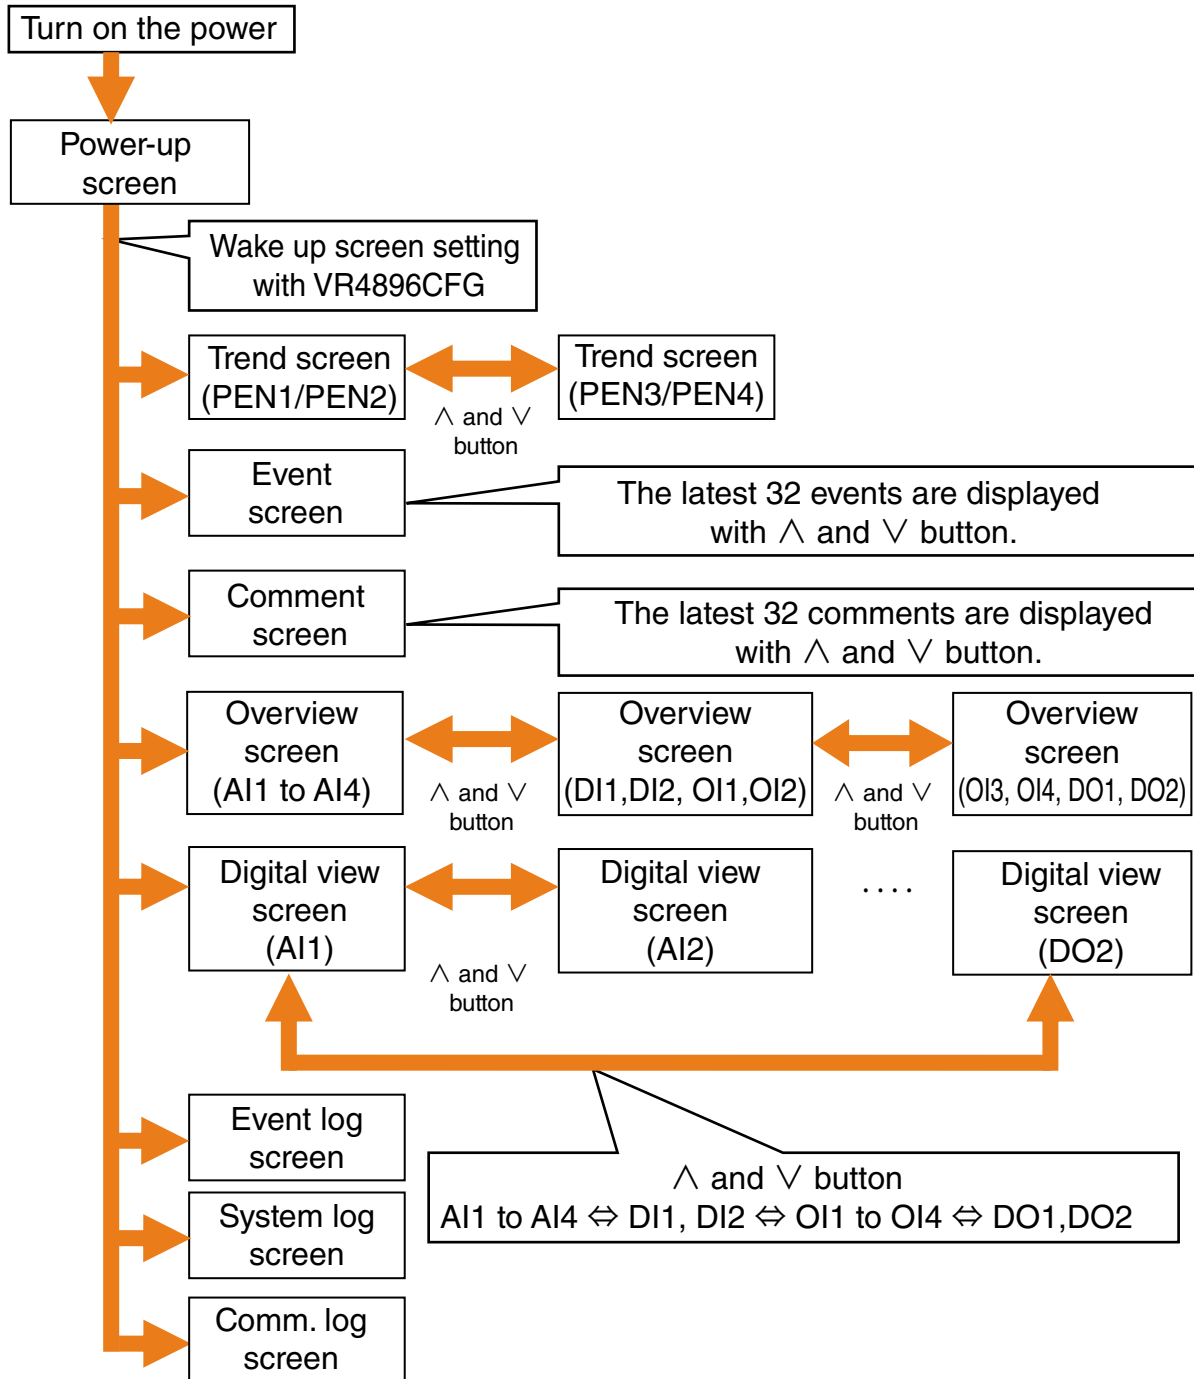 Turn on the power
Power-up
screen
Wake up screen setting
with VR4896CFG
Trend screen
(PEN1/PEN2)
∧ and ∨
button
Trend screen
(PEN3/PEN4)
Event
screen
The latest 32 events are displayed
with ∧ and ∨ button.
Comment
screen
The latest 32 comments are displayed
with ∧ and ∨ button.
Overview
screen
(AI1 to AI4)
∧ and ∨
button
Overview
screen
(DI1,DI2, OI1,OI2)
∧ and ∨
button
Overview
screen
(OI3, OI4, DO1, DO2)
Digital view
screen
(AI1)
∧ and ∨
button
Digital view
screen
(AI2)
....
Digital view
screen
(DO2)
∧ and ∨ button
AI1 to AI4 ⇔ DI1, DI2 ⇔ OI1 to OI4 ⇔ DO1,DO2
Event log
screen
System log
screen
Comm. log
screen